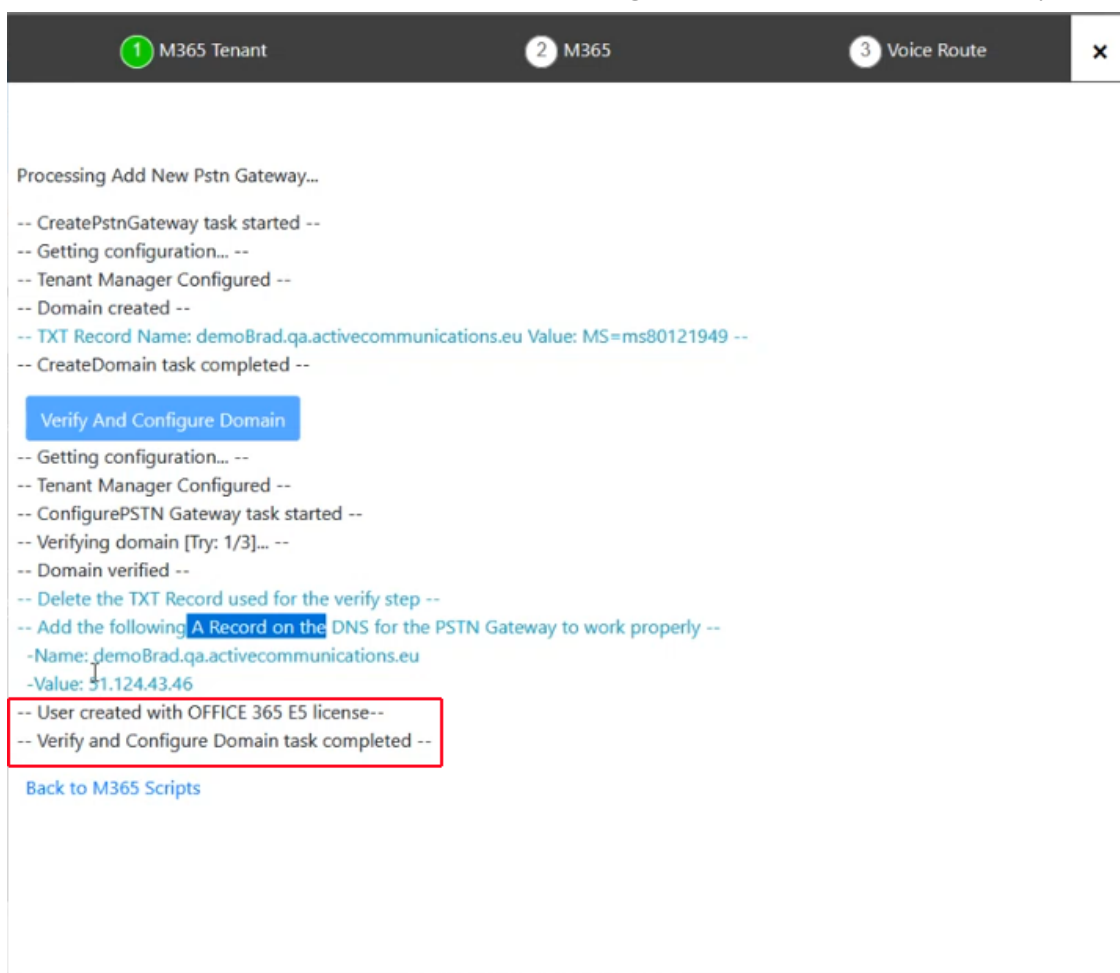 1 M365 Tenant 2 M365 3 Voice Route ×
Processing Add New Pstn Gateway...
-- CreatePstnGateway task started --
-- Getting configuration... --
-- Tenant Manager Configured --
-- Domain created --
-- TXT Record Name: demoBrad.qa.activecommunications.eu Value: MS=ms80121949 --
-- CreateDomain task completed --
Verify And Configure Domain
-- Getting configuration... --
-- Tenant Manager Configured --
-- ConfigurePSTN Gateway task started --
-- Verifying domain [Try: 1/3]... --
-- Domain verified --
-- Delete the TXT Record used for the verify step --
-- Add the following A Record on the DNS for the PSTN Gateway to work properly --
-Name: demoBrad.qa.activecommunications.eu
-Value: 51.124.43.46
-- User created with OFFICE 365 E5 license--
-- Verify and Configure Domain task completed --
Back to M365 Scripts